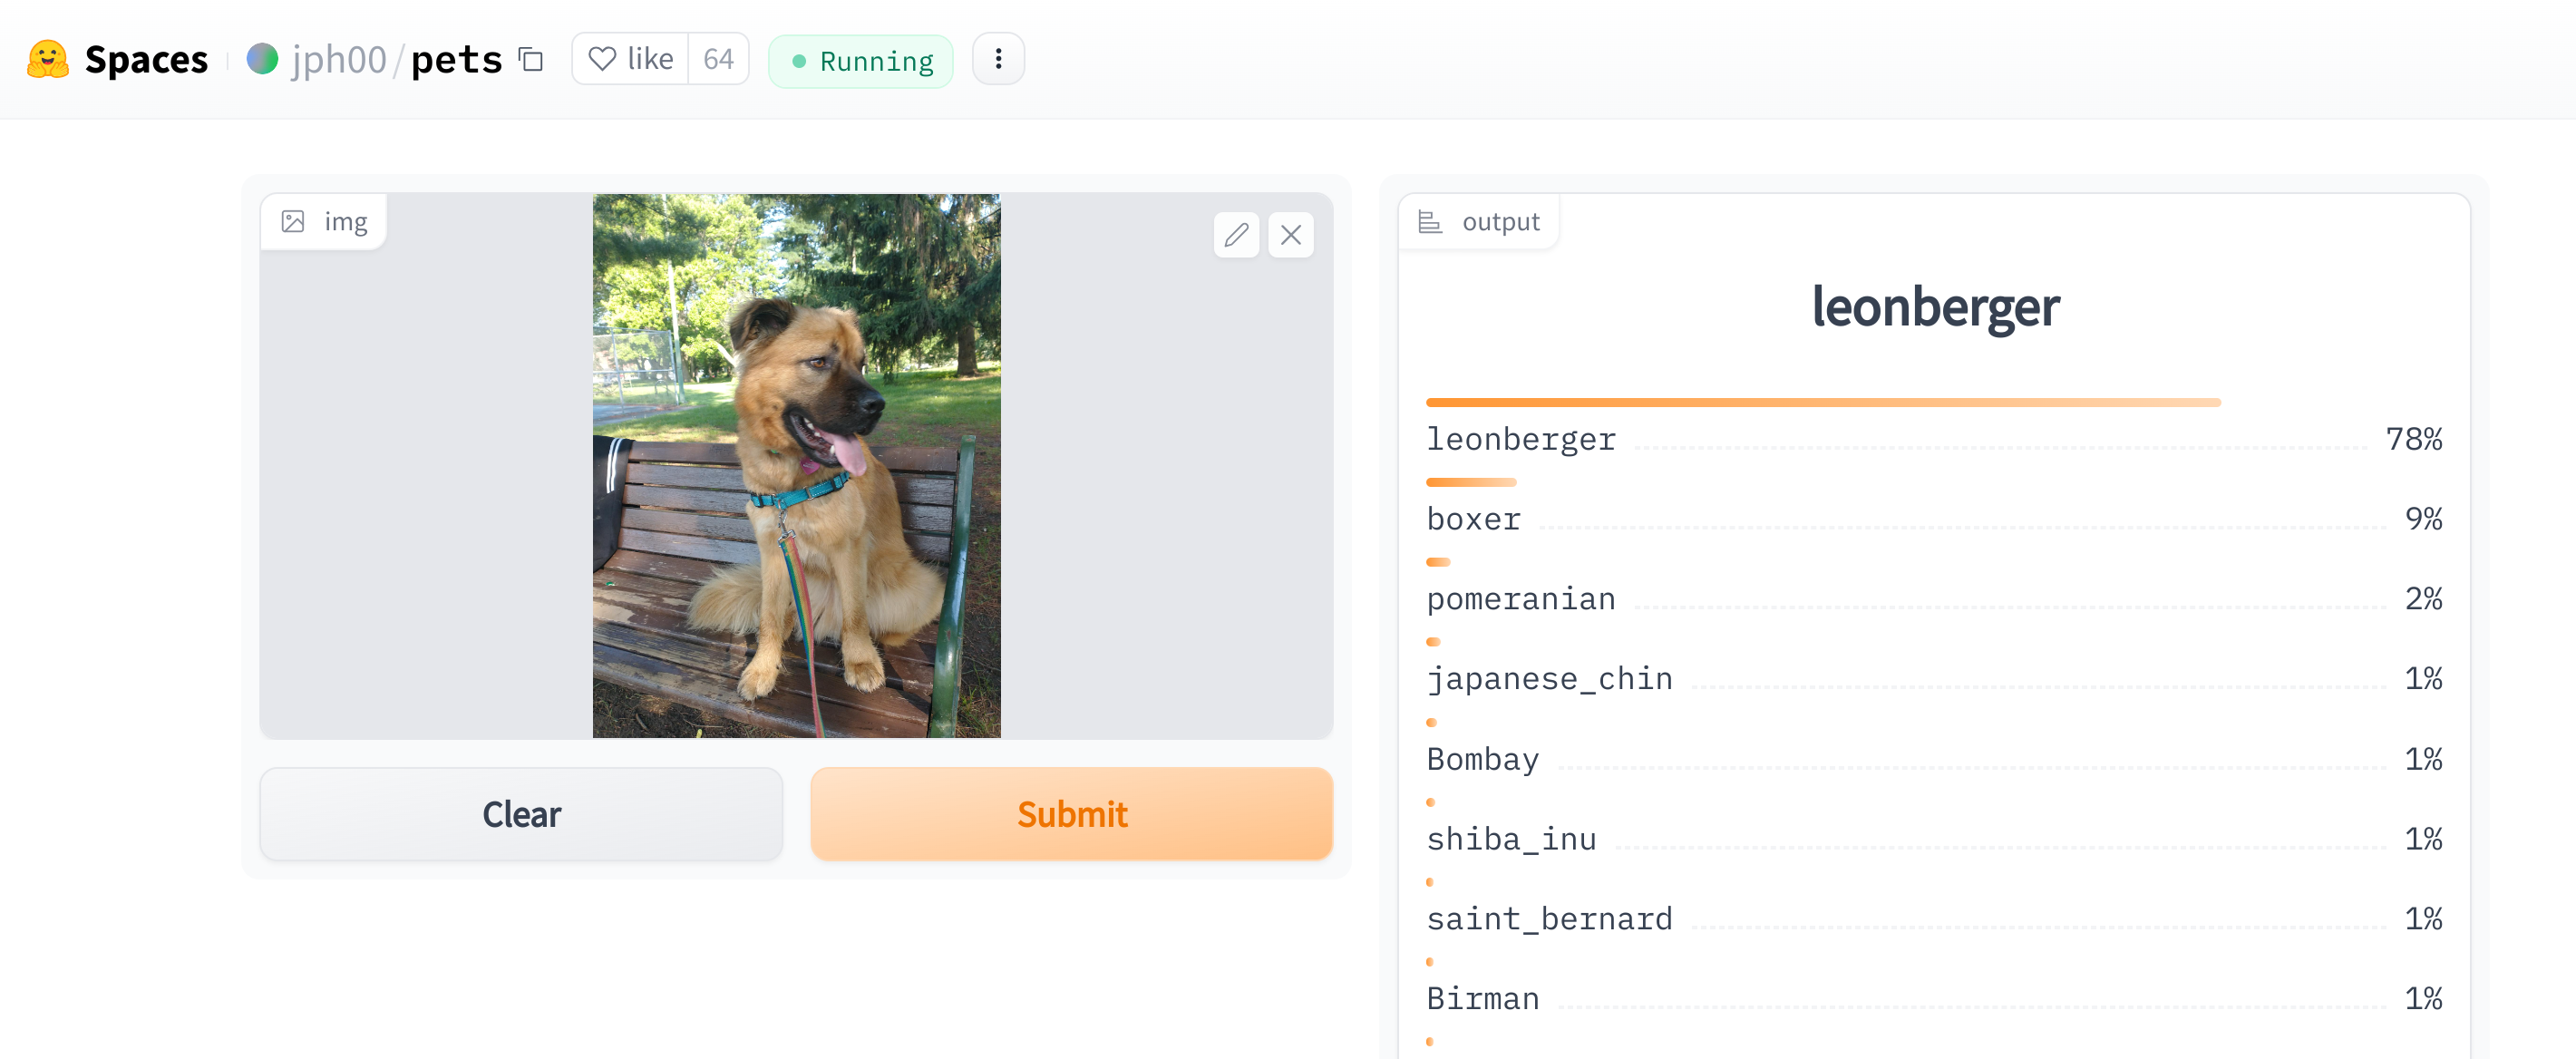 Spaces jph00/pets like 64 Running
img
Clear
Submit
output
leonberger
leonberger 78%
boxer 9%
pomeranian 2%
japanese_chin 1%
Bombay 1%
shiba_inu 1%
saint_bernard 1%
Birman 1%